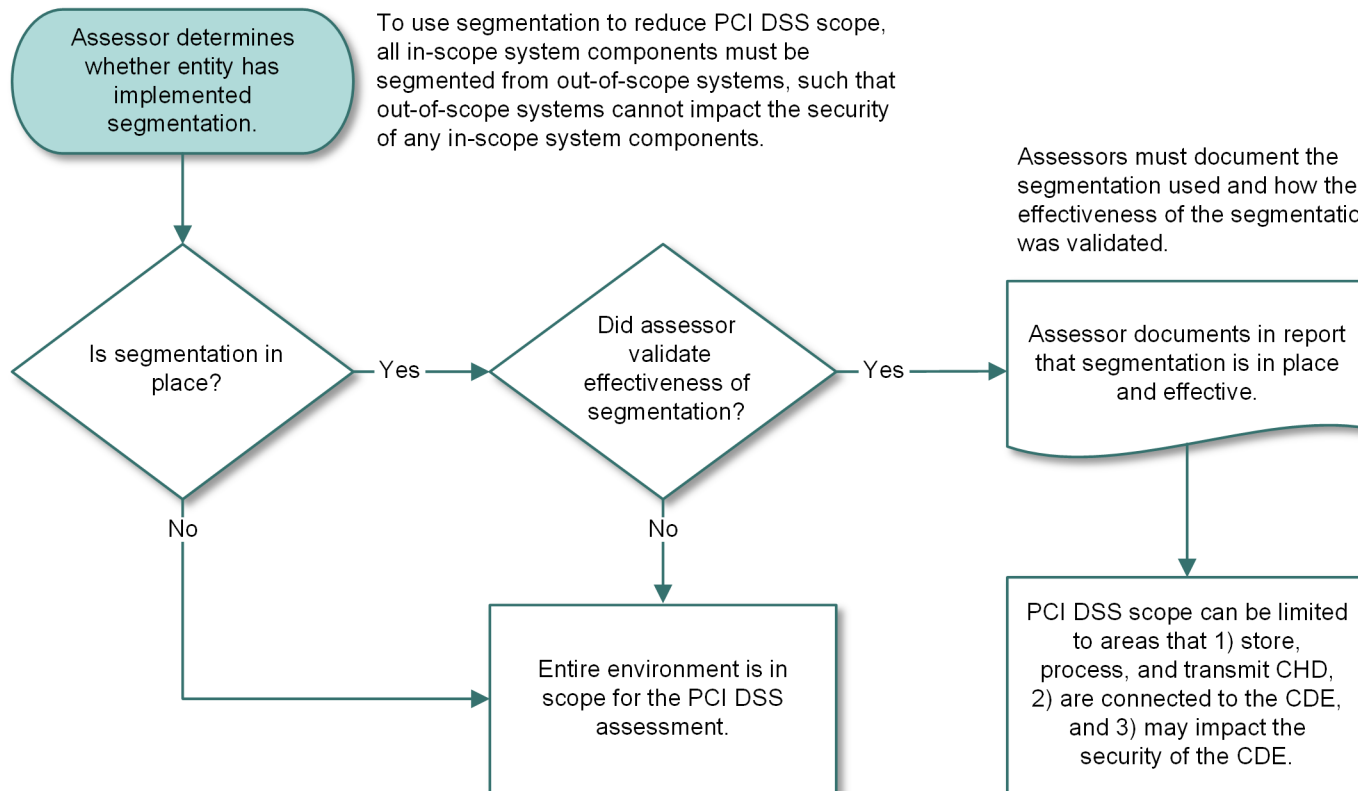 Assessor determines
whether entity has
implemented
segmentation.
To use segmentation to reduce PCI DSS scope,
all in-scope system components must be
segmented from out-of-scope systems, such that
out-of-scope systems cannot impact the security
of any in-scope system components.
Assessors must document the
segmentation used and how the
effectiveness of the segmentatio
was validated.
Is segmentation in
place?
Yes
Did assessor
validate
effectiveness of
segmentation?
Yes
Assessor documents in report
that segmentation is in place
and effective.
No
No
Entire environment is in
scope for the PCI DSS
assessment.
PCI DSS scope can be limited
to areas that 1) store,
process, and transmit CHD,
2) are connected to the CDE,
and 3) may impact the
security of the CDE.